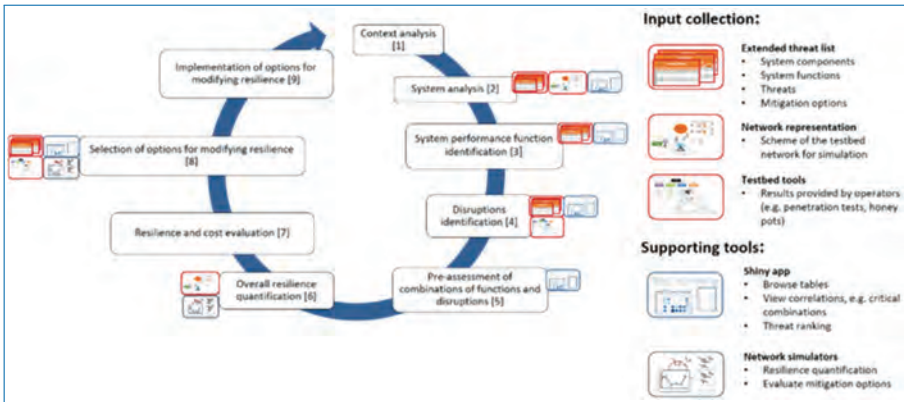 Context analysis
[1]
System analysis [2]
System performance function
identification [3]
Disruptions
identification [4]
Pre-assessment of
combinations of functions and
disruptions [5]
Overall resilience
quantification [6]
Resilience and cost evaluation [7]
Selection of options for modifying resilience
[8]
Implementation of options for
modifying resilience [9]
Input collection:
Extended threat list
• System components
• System functions
• Threats
• Mitigation options
Network representation
• Scheme of the testbed
network for simulation
Testbed tools
• Results provided by operators
(e.g. penetration tests, honey
pots)
Supporting tools:
Shiny app
• Browse tables
• View correlations, e.g. critical
combinations
• Threat ranking
Network simulators
• Resilience quantification
• Evaluate mitigation options